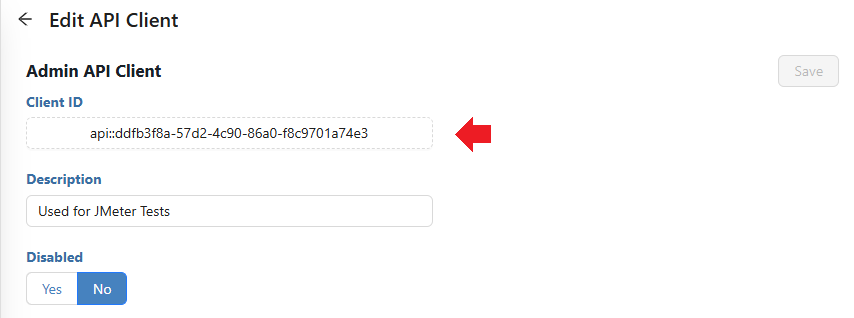 Edit API Client
Admin API Client
Save
Client ID
api::ddfb3f8a-57d2-4c90-86a0-f8c9701a74e3
Description
Used for JMeter Tests
Disabled
Yes No